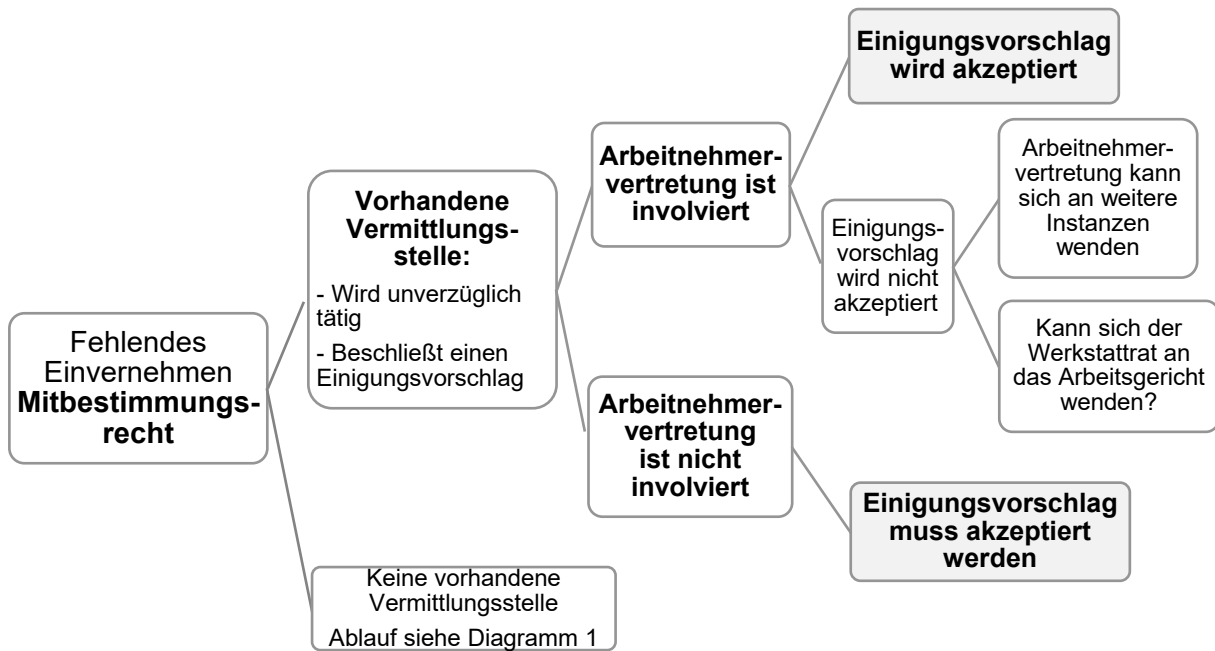 Fehlendes
Einvernehmen
Mitbestimmungs-
recht
Vorhandene
Vermittlungs-
stelle:
- Wird unverzüglich
tätig
- Beschließt einen
Einigungsvorschlag
Keine vorhandene
Vermittlungsstelle
Ablauf siehe Diagramm 1
Arbeitnehmer-
vertretung ist
involviert
Arbeitnehmer-
vertretung
ist nicht
involviert
Einigungsvorschlag
wird akzeptiert
Einigungs-
vorschlag
wird nicht
akzeptiert
Arbeitnehmer-
vertretung kann
sich an weitere
Instanzen
wenden
Kann sich der
Werkstattrat an
das Arbeitsgericht
wenden?
Einigungsvorschlag
muss akzeptiert
werden